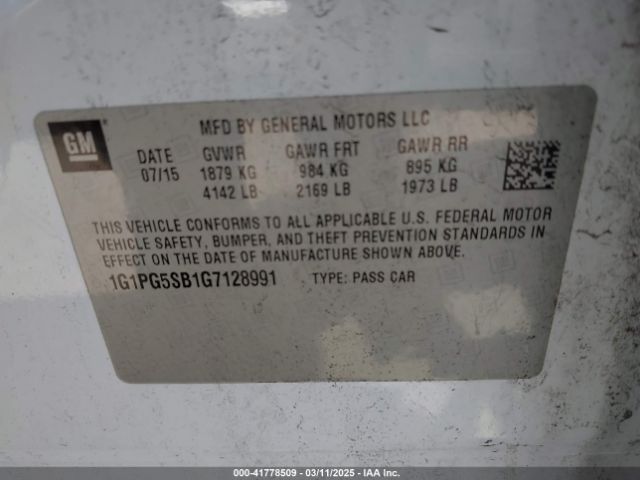 GM
MFD BY GENERAL MOTORS LLC
DATE GVWR GAWR FRT GAWR RR
07/15 1879 KG 984 KG 895 KG
4142 LB 2169 LB 1973 LB
THIS VEHICLE CONFORMS TO ALL APPLICABLE U.S. FEDERAL MOTOR
VEHICLE SAFETY, BUMPER, AND THEFT PREVENTION STANDARDS IN
EFFECT ON THE DATE OF MANUFACTURE SHOWN ABOVE.
1G1PG5SB1G7128991 TYPE: PASS CAR
000-41778509 - 03/11/2025 - IAA Inc.